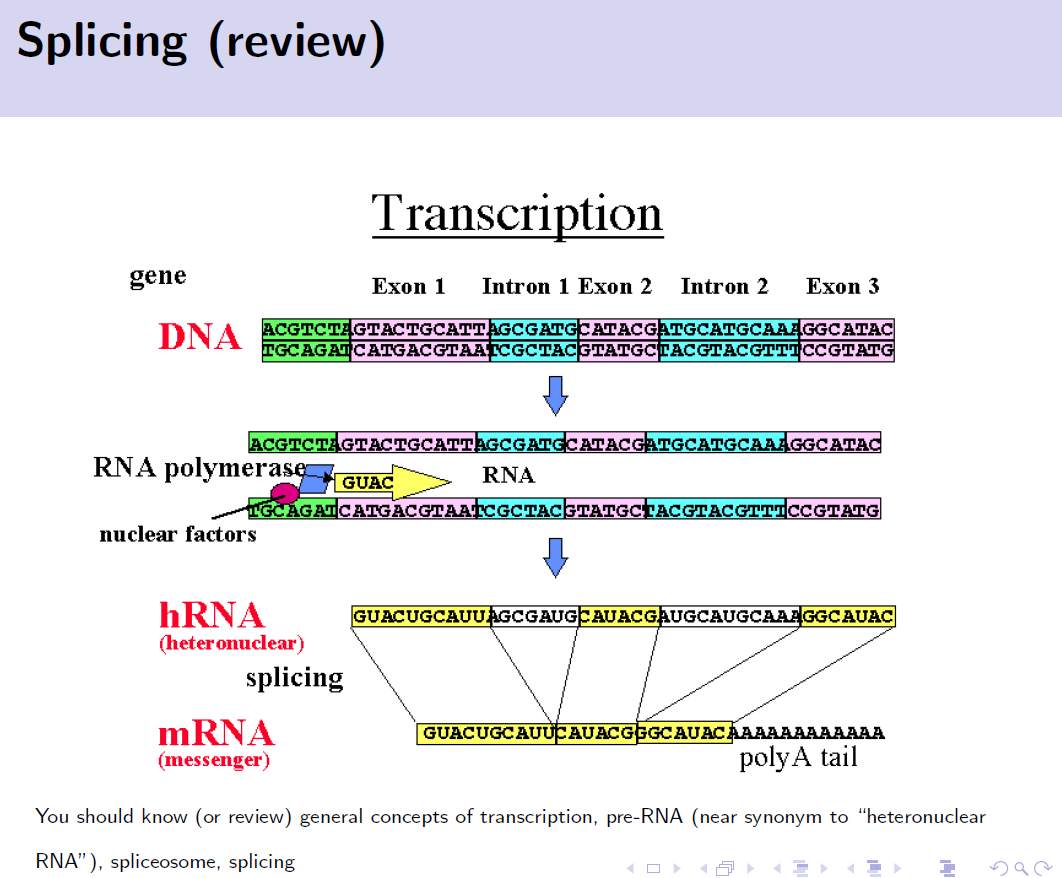 Splicing (review)
Transcription
gene
Exon 1 Intron 1 Exon 2 Intron 2 Exon 3
DNA
ACGTCTAGTACTGCATTAGCGATGCATACGATGCATGCAAAGGCATAC
TGCAGATCATGACGTAATCGCTACGTATGCTACGTACGTTTCCGTATG
ACGTCTAGTACTGCATTAGCGATGCATACGATGCATGCAAAGGCATAC
RNA polymerase
GUAC
RNA
TGCAGATCATGACGTAATCGCTACGTATGCTACGTACGTTTCCGTATG
nuclear factors
hRNA
(heteronuclear)
GUACUGCAUUAGCGAUGCAUACGAUGCAUGCAAAGGCAUAC
splicing
mRNA
(messenger)
GUACUGCAUUCAUACGGGCAUACAAAAAAAAAAAA
polyA tail
You should know (or review) general concepts of transcription, pre-RNA (near synonym to “heteronuclear
RNA”), spliceosome, splicing